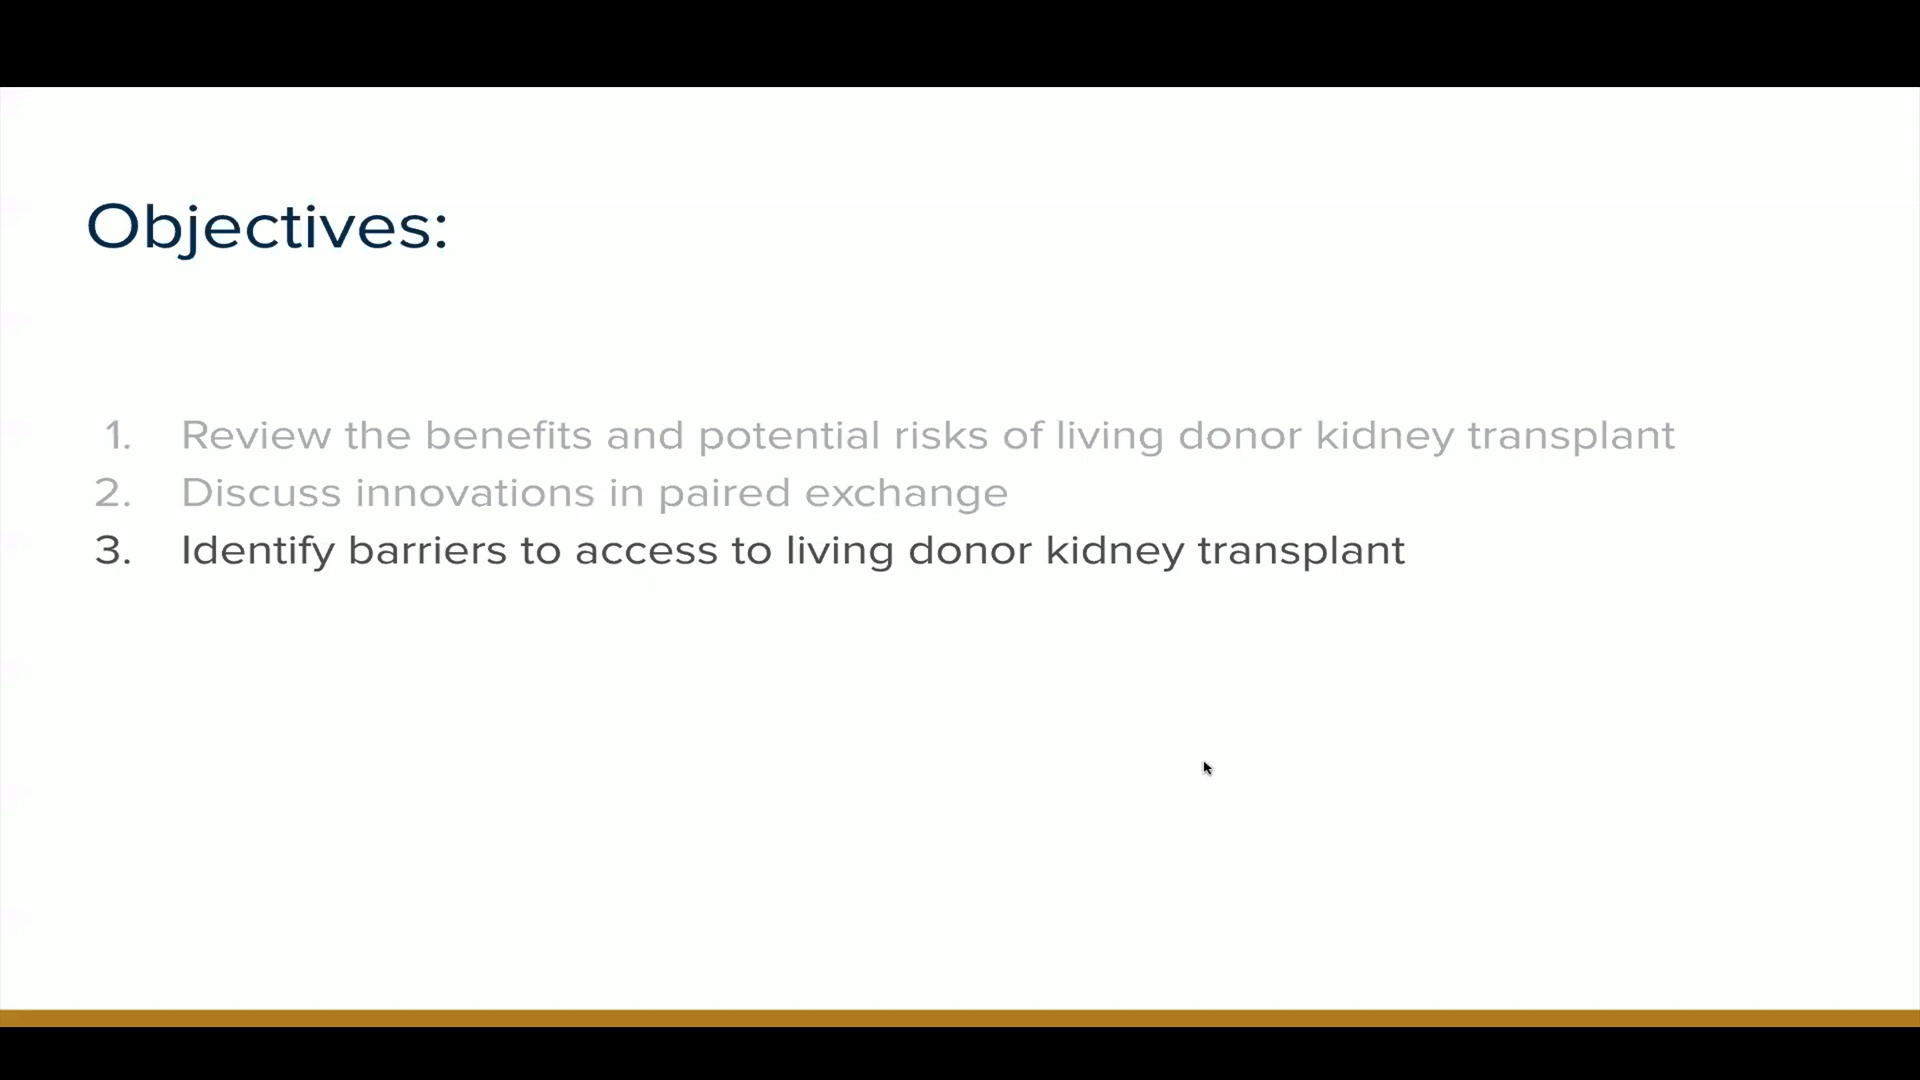 Objectives:
1. Review the benefits and potential risks of living donor kidney transplant
2. Discuss innovations in paired exchange
3. Identify barriers to access to living donor kidney transplant